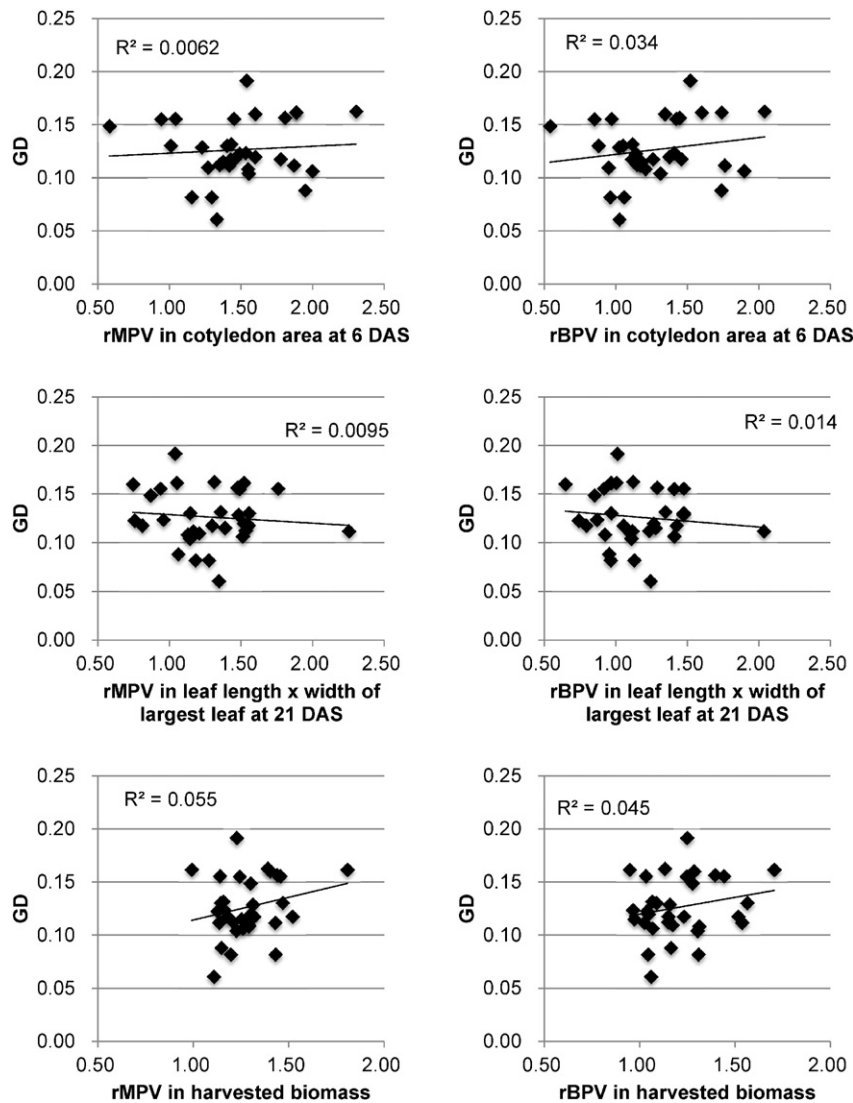 R² = 0.0062
0.25
0.20
0.15
0.10
0.05
0.00
GD
0.50 1.00 1.50 2.00 2.50
rMPV in cotyledon area at 6 DAS
R² = 0.034
0.25
0.20
0.15
0.10
0.05
0.00
GD
0.50 1.00 1.50 2.00 2.50
rBPV in cotyledon area at 6 DAS
R² = 0.0095
0.25
0.20
0.15
0.10
0.05
0.00
GD
0.50 1.00 1.50 2.00 2.50
rMPV in leaf length x width of
largest leaf at 21 DAS
R² = 0.014
0.25
0.20
0.15
0.10
0.05
0.00
GD
0.50 1.00 1.50 2.00 2.50
rBPV in leaf length x width of
largest leaf at 21 DAS
R² = 0.055
0.25
0.20
0.15
0.10
0.05
0.00
GD
0.50 1.00 1.50 2.00
rMPV in harvested biomass
R² = 0.045
0.25
0.20
0.15
0.10
0.05
0.00
GD
0.50 1.00 1.50 2.00
rBPV in harvested biomass